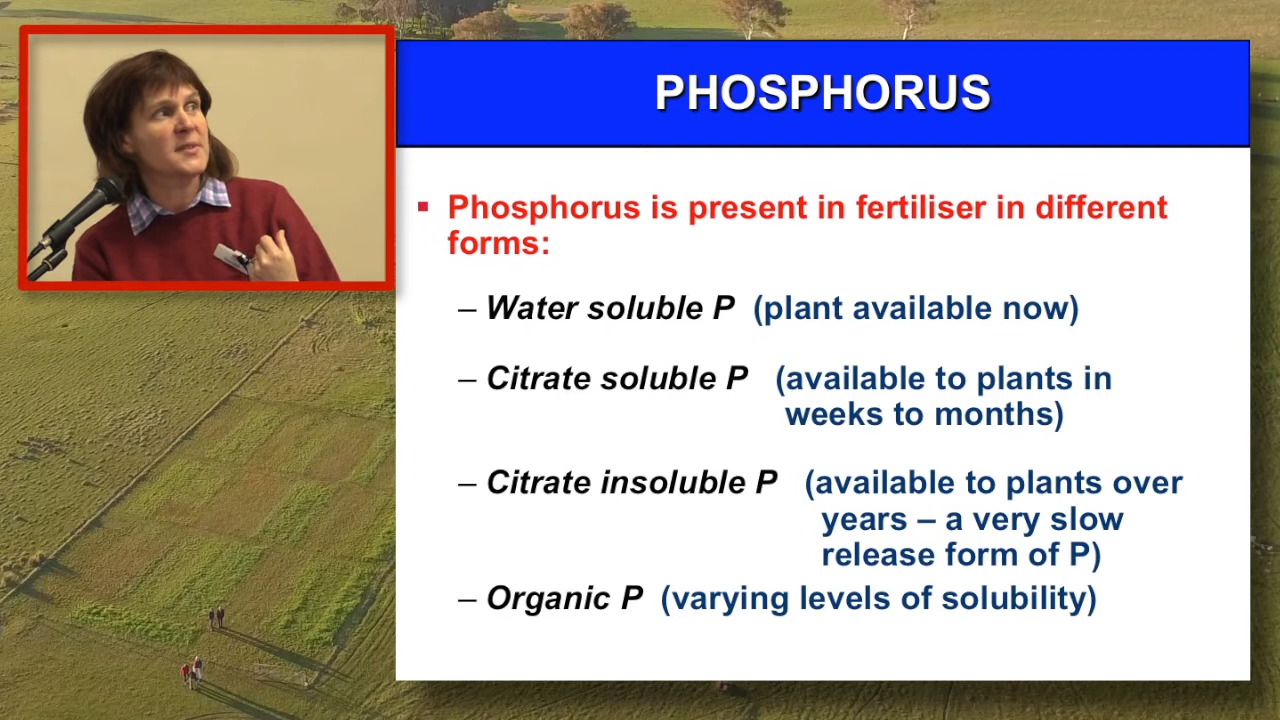 PHOSPHORUS
▪ Phosphorus is present in fertiliser in different
forms:
– Water soluble P (plant available now)
– Citrate soluble P (available to plants in
weeks to months)
– Citrate insoluble P (available to plants over
years – a very slow
release form of P)
– Organic P (varying levels of solubility)